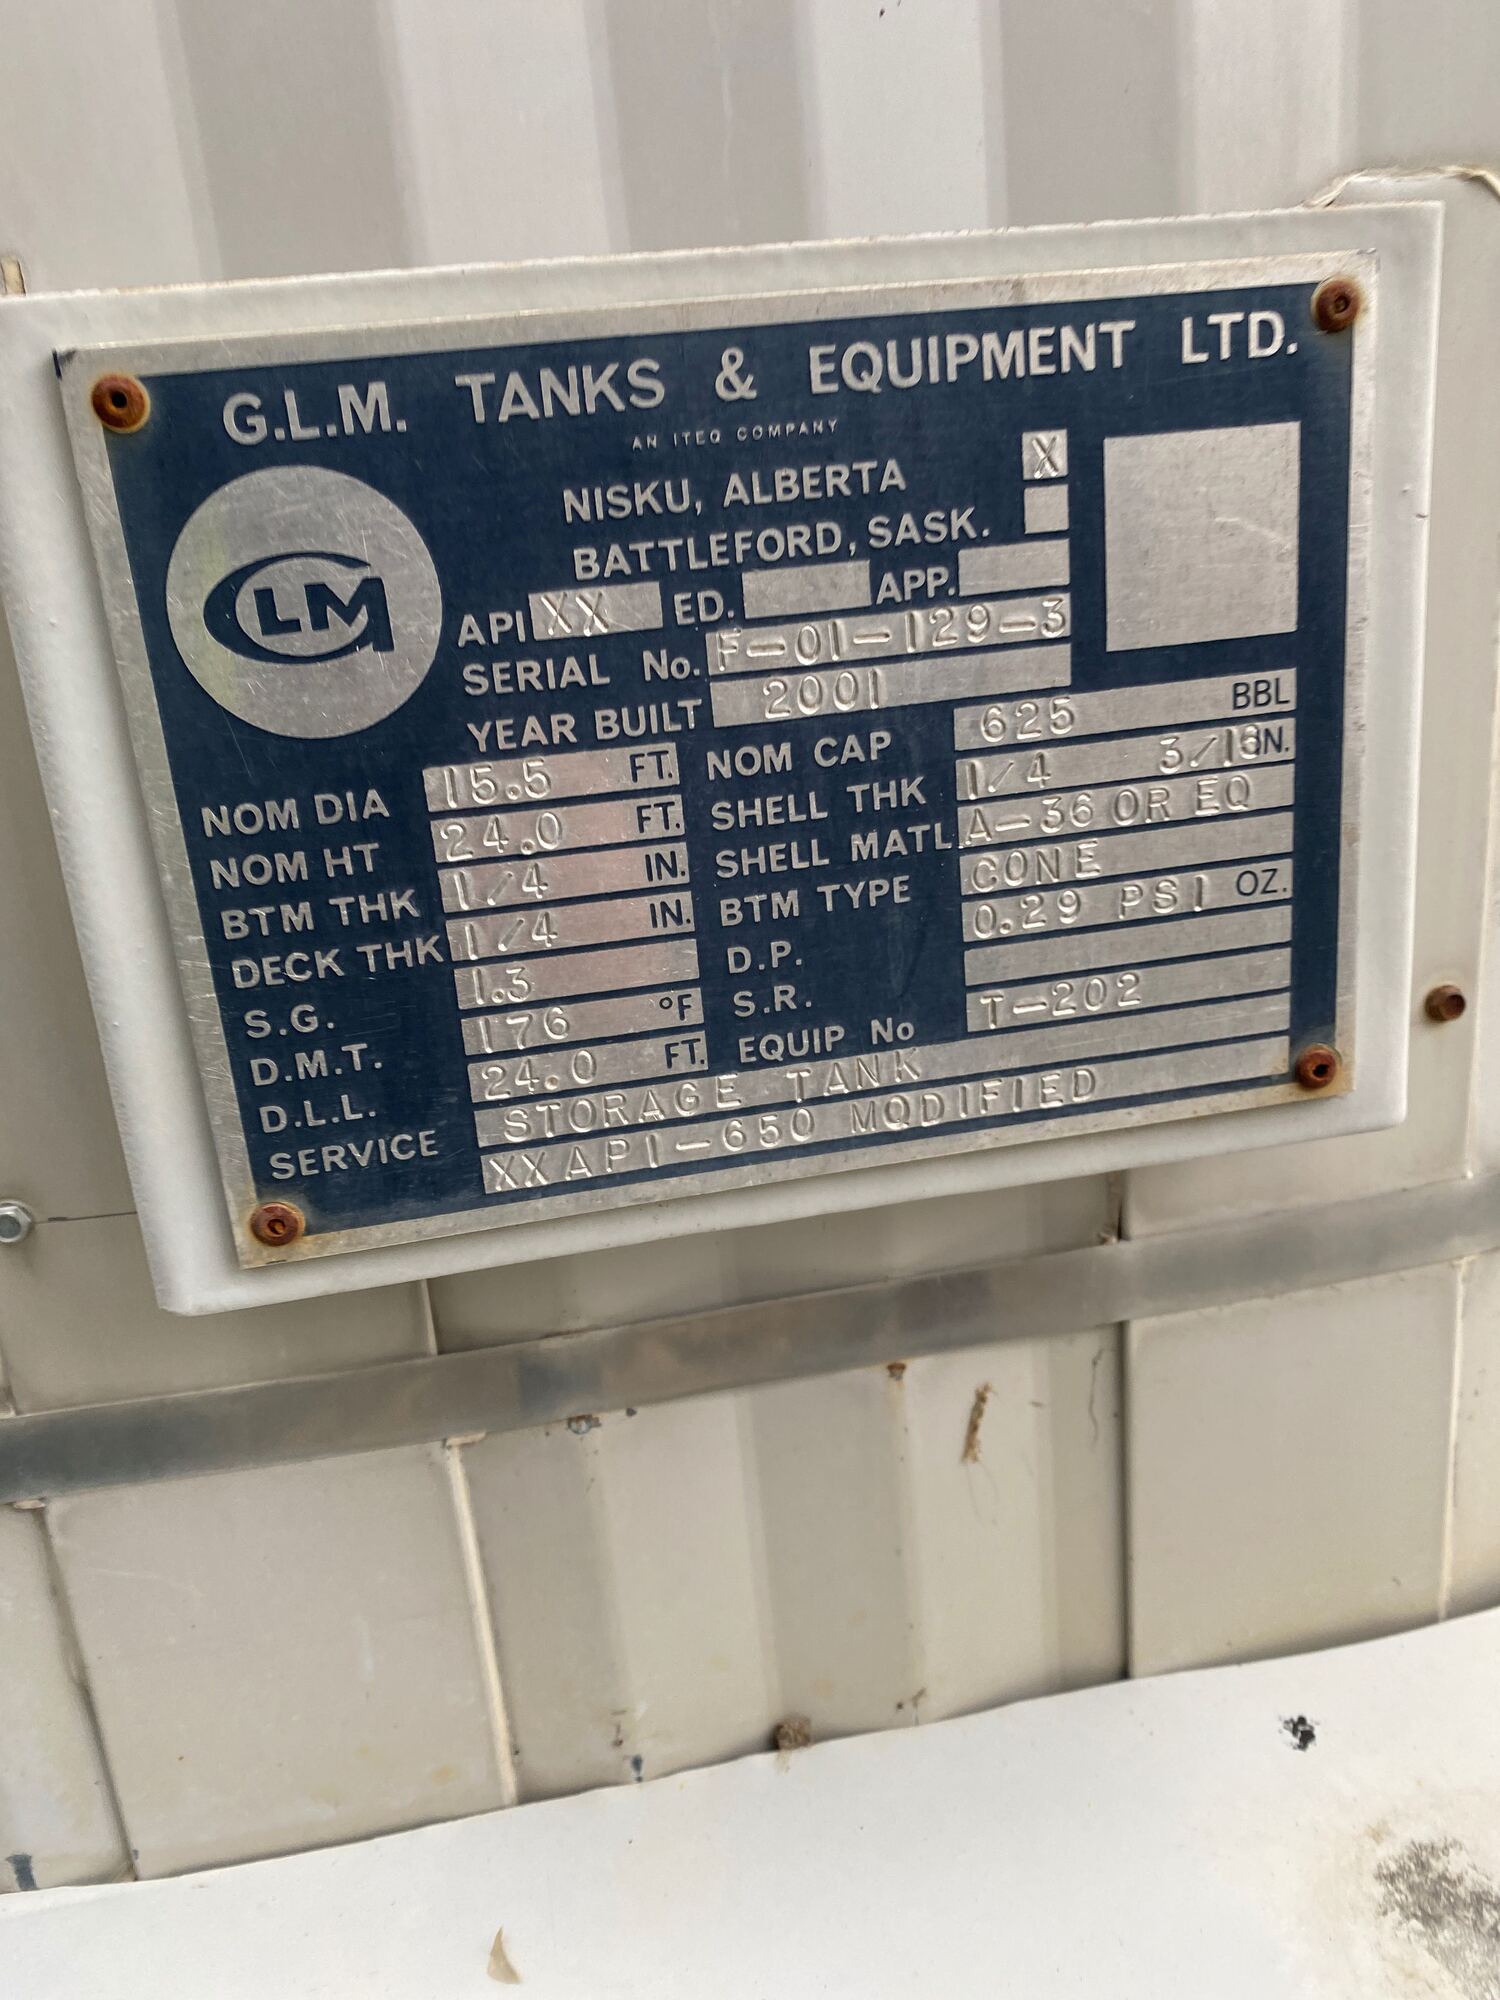 G.L.M. TANKS & EQUIPMENT LTD.
AN ITEQ COMPANY
NISKU, ALBERTA X
BATTLEFORD, SASK.
GLM
API XX ED. APP.
SERIAL No. F-01-129-3
YEAR BUILT 2001
NOM DIA 15.5 FT. NOM CAP 625 BBL
NOM HT 24.0 FT. SHELL THK 1/4 3/16 IN.
BTM THK 1/4 IN. SHELL MATL A-36 OR EQ
DECK THK 1/4 IN. BTM TYPE CONE
S.G. 1.3 D.P. 0.29 PSI OZ.
D.M.T. 176 °F S.R.
D.L.L. 24.0 FT. EQUIP No T-202
SERVICE STORAGE TANK
XXAPI-650 MODIFIED